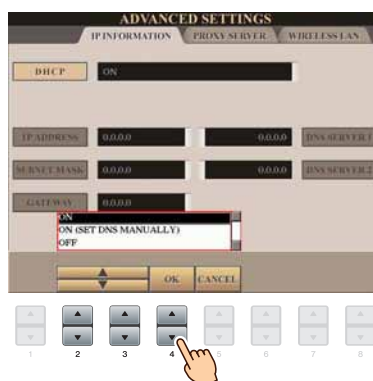 ADVANCED SETTINGS
IP INFORMATION PROXY SERVER WIRELESS LAN
DHCP ON
IP ADDRESS 0.0.0.0 0.0.0.0 DNS SERVER 1
SUBNET MASK 0.0.0.0 0.0.0.0 DNS SERVER 2
GATEWAY 0.0.0.0
ON
ON (SET DNS MANUALLY)
OFF
OK CANCEL
1 2 3 4 5 6 7 8